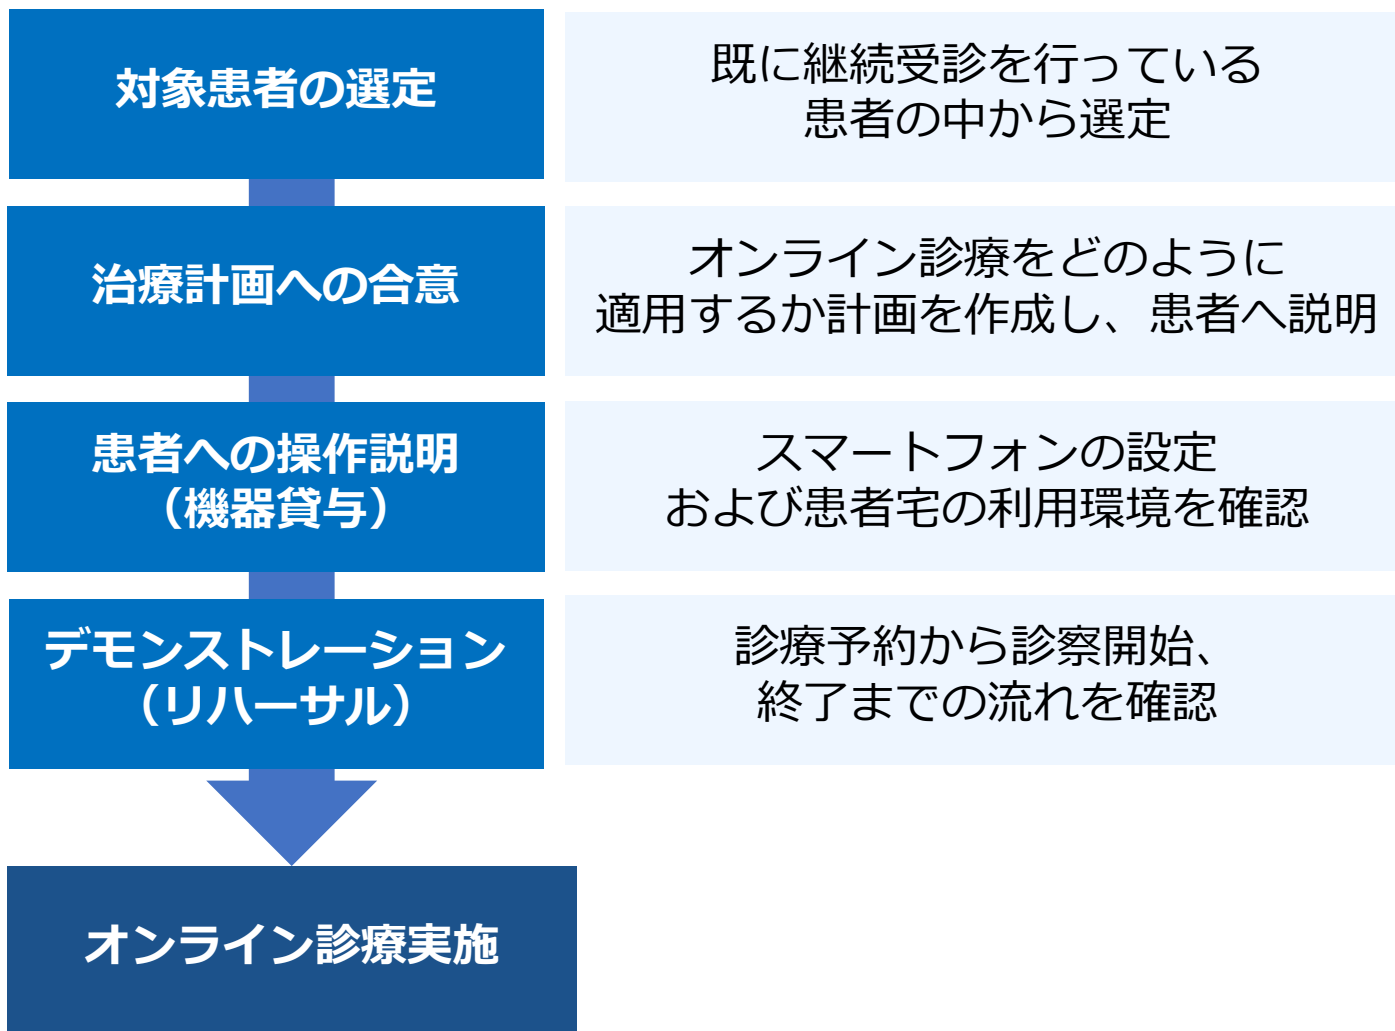 対象患者の選定
既に継続受診を行っている
患者の中から選定
治療計画への合意
オンライン診療をどのように
適用するか計画を作成し、患者へ説明
患者への操作説明
（機器貸与）
スマートフォンの設定
および患者宅の利用環境を確認
デモンストレーション
（リハーサル）
診療予約から診察開始、
終了までの流れを確認
オンライン診療実施